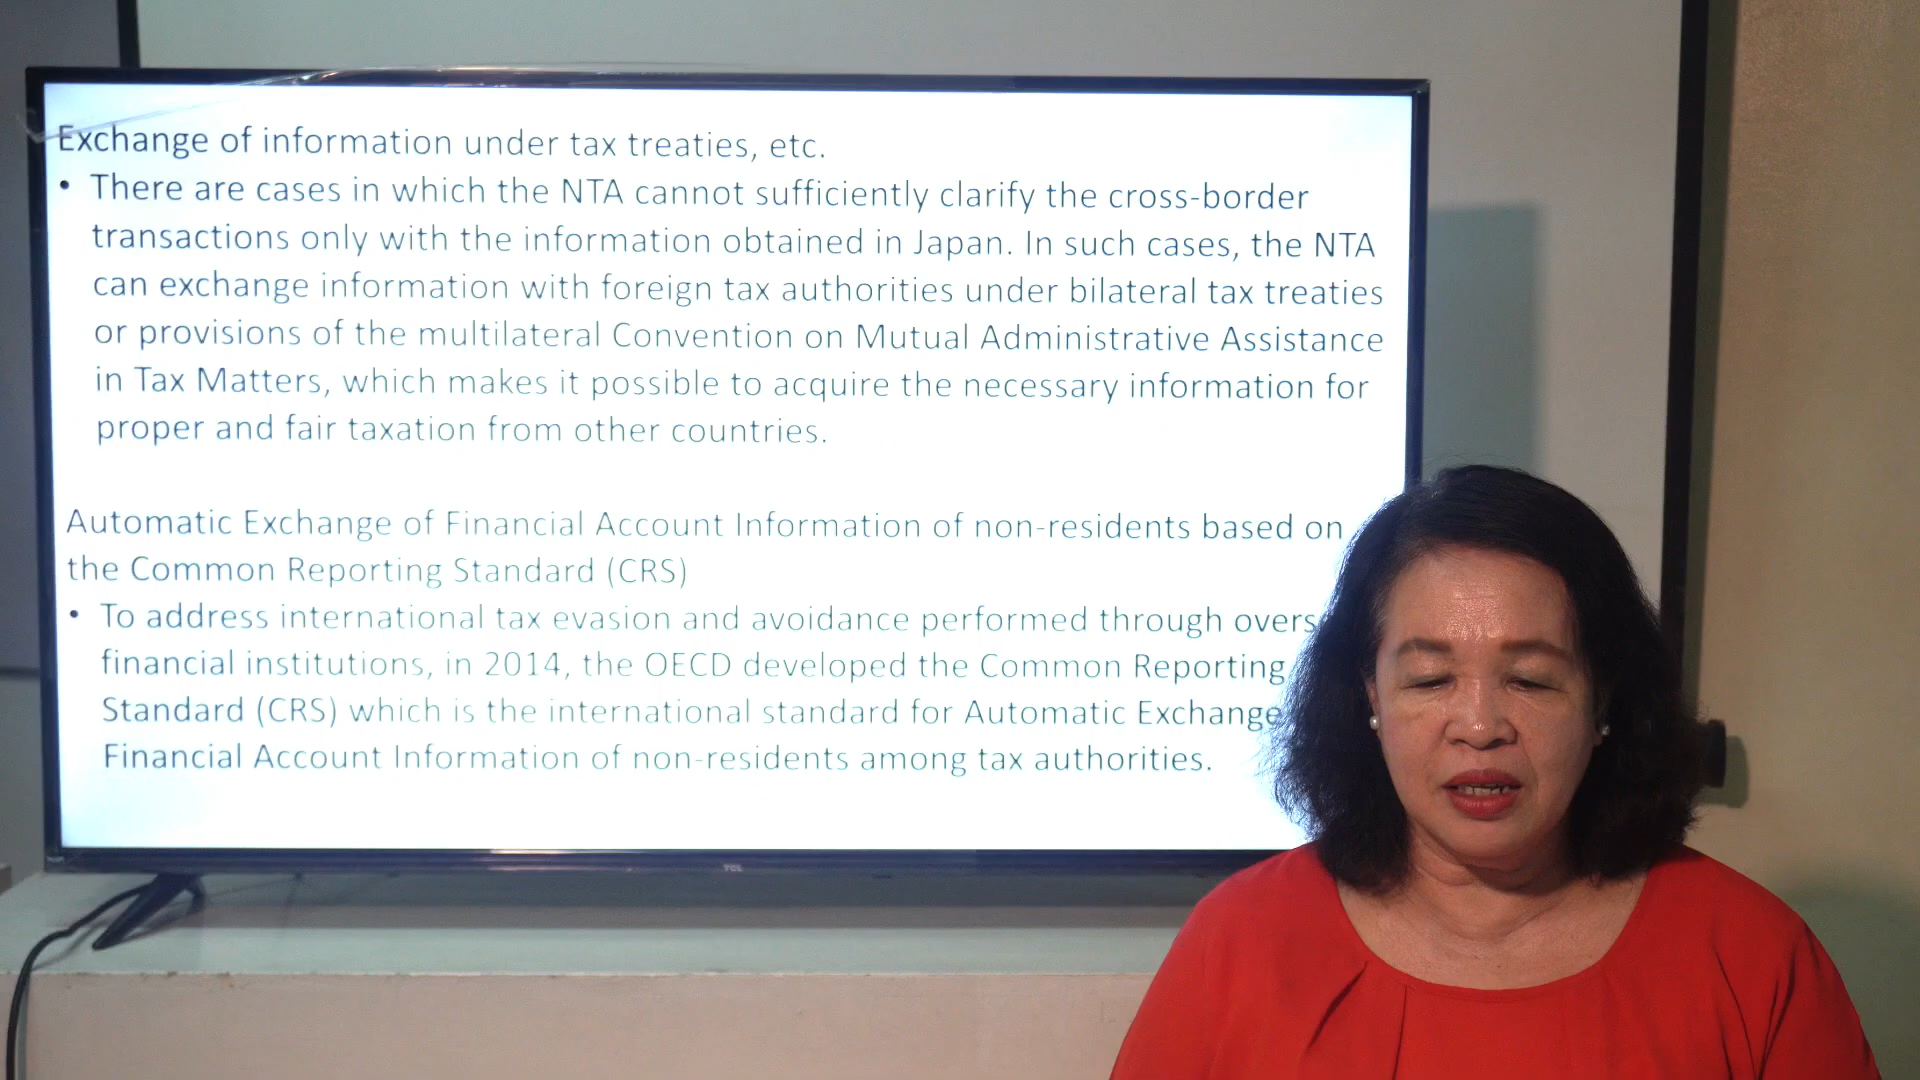 Exchange of information under tax treaties, etc.
• There are cases in which the NTA cannot sufficiently clarify the cross-border
transactions only with the information obtained in Japan. In such cases, the NTA
can exchange information with foreign tax authorities under bilateral tax treaties
or provisions of the multilateral Convention on Mutual Administrative Assistance
in Tax Matters, which makes it possible to acquire the necessary information for
proper and fair taxation from other countries.
Automatic Exchange of Financial Account Information of non-residents based on
the Common Reporting Standard (CRS)
• To address international tax evasion and avoidance performed through overs
financial institutions, in 2014, the OECD developed the Common Reporting
Standard (CRS) which is the international standard for Automatic Exchange
Financial Account Information of non-residents among tax authorities.
TCL